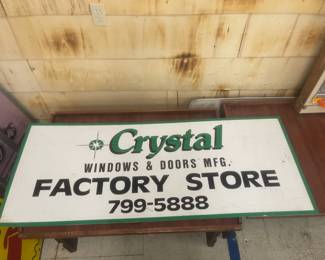 Crystal
WINDOWS & DOORS MFG.
FACTORY STORE
799-5888